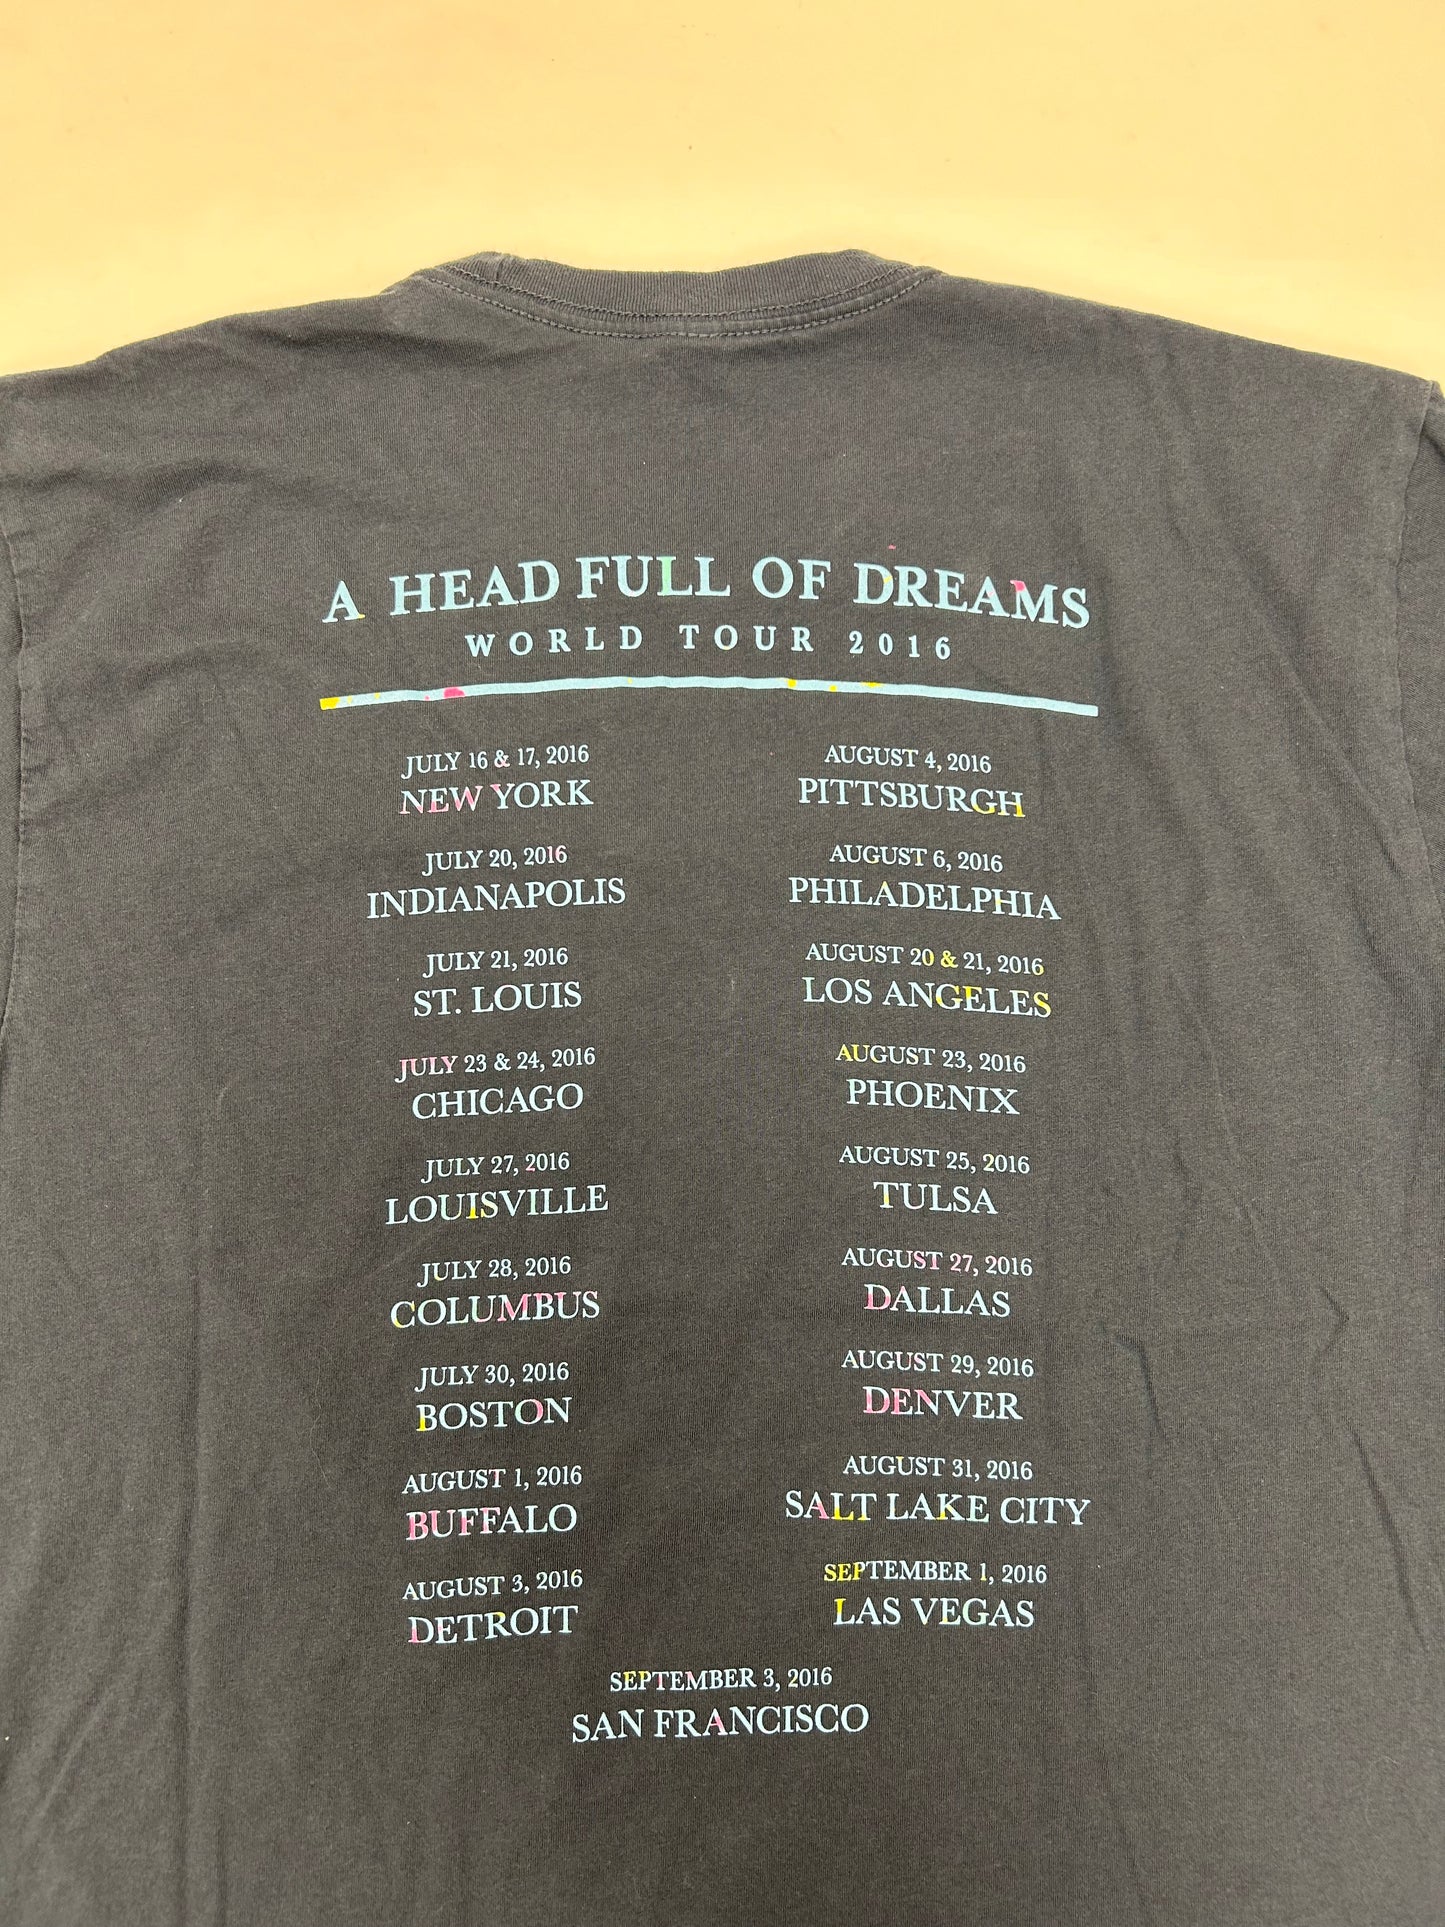 A HEAD FULL OF DREAMS
WORLD TOUR 2016
JULY 16 & 17, 2016
NEW YORK
JULY 20, 2016
INDIANAPOLIS
JULY 21, 2016
ST. LOUIS
JULY 23 & 24, 2016
CHICAGO
JULY 27, 2016
LOUISVILLE
JULY 28, 2016
COLUMBUS
JULY 30, 2016
BOSTON
AUGUST 1, 2016
BUFFALO
AUGUST 3, 2016
DETROIT
AUGUST 4, 2016
PITTSBURGH
AUGUST 6, 2016
PHILADELPHIA
AUGUST 20 & 21, 2016
LOS ANGELES
AUGUST 23, 2016
PHOENIX
AUGUST 25, 2016
TULSA
AUGUST 27, 2016
DALLAS
AUGUST 29, 2016
DENVER
AUGUST 31, 2016
SALT LAKE CITY
SEPTEMBER 1, 2016
LAS VEGAS
SEPTEMBER 3, 2016
SAN FRANCISCO